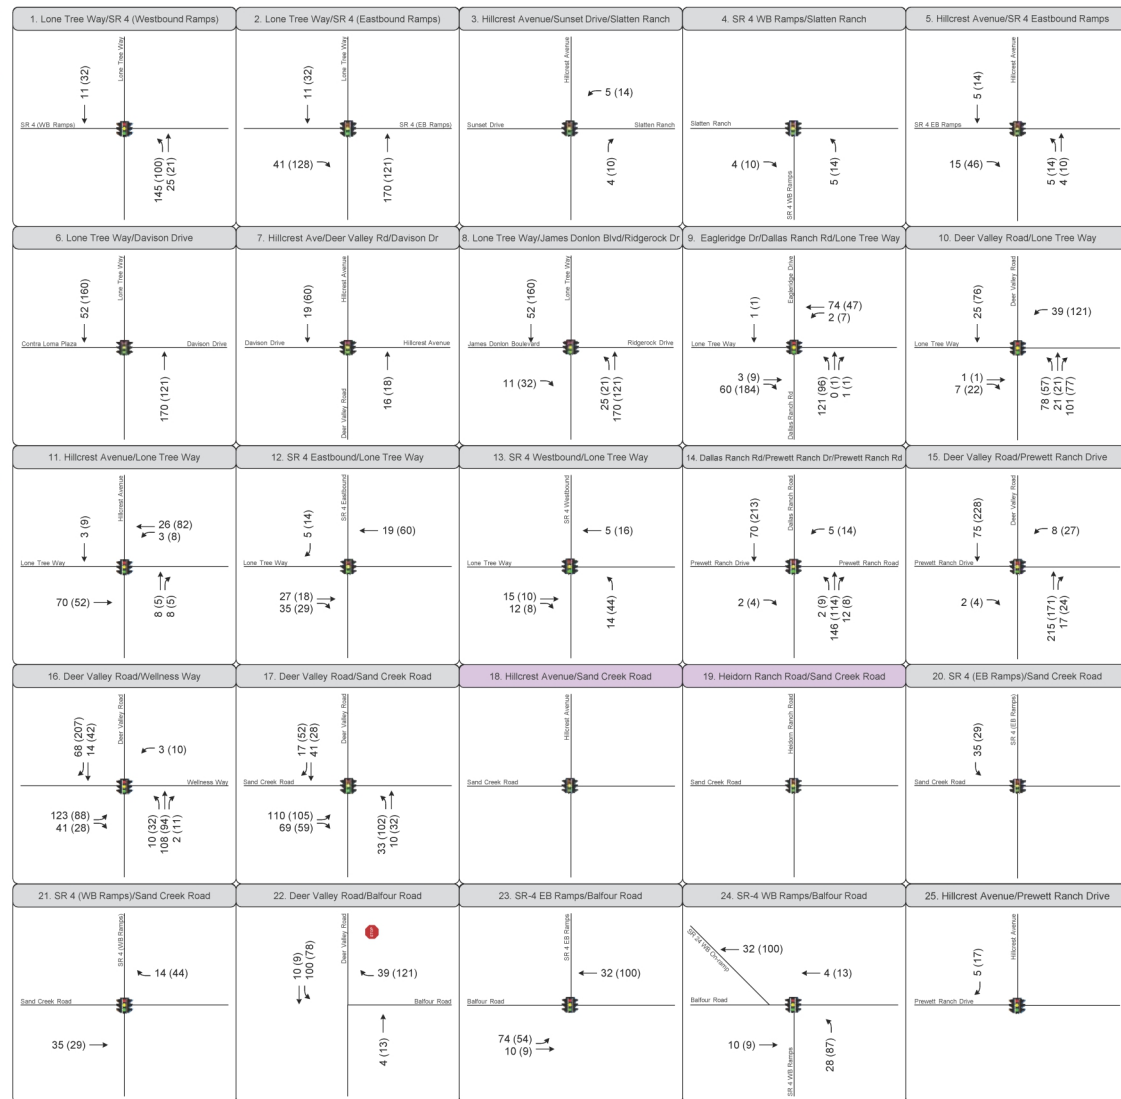 1. Lone Tree Way/SR 4 (Westbound Ramps)
Lone Tree Way
11 (32)
SR 4 (WB Ramps)
145 (100)
25 (21)
2. Lone Tree Way/SR 4 (Eastbound Ramps)
Lone Tree Way
11 (32)
SR 4 (EB Ramps)
41 (128)
170 (121)
3. Hillcrest Avenue/Sunset Drive/Slatten Ranch
Hillcrest Avenue
5 (14)
Sunset Drive
Slatten Ranch
4 (10)
4. SR 4 WB Ramps/Slatten Ranch
Slatten Ranch
4 (10)
5 (14)
SR 4 WB Ramps
5. Hillcrest Avenue/SR 4 Eastbound Ramps
Hillcrest Avenue
5 (14)
SR 4 EB Ramps
15 (46)
5 (14)
4 (10)
6. Lone Tree Way/Davison Drive
Lone Tree Way
52 (160)
Contra Loma Plaza
Davison Drive
170 (121)
7. Hillcrest Ave/Deer Valley Rd/Davison Dr
Hillcrest Avenue
19 (60)
Davison Drive
Hillcrest Avenue
16 (18)
Deer Valley Road
8. Lone Tree Way/James Donlon Blvd/Ridgerock Dr
Lone Tree Way
52 (160)
James Donlon Boulevard
Ridgerock Drive
11 (32)
25 (21)
170 (121)
9. Eagleridge Dr/Dallas Ranch Rd/Lone Tree Way
Eagleridge Drive
1 (1)
74 (47)
2 (7)
Lone Tree Way
3 (9)
60 (184)
121 (96)
0 (1)
1 (1)
Dallas Ranch Rd
10. Deer Valley Road/Lone Tree Way
Deer Valley Road
25 (76)
39 (121)
Lone Tree Way
1 (1)
7 (22)
78 (57)
21 (21)
101 (77)
11. Hillcrest Avenue/Lone Tree Way
Hillcrest Avenue
3 (9)
26 (82)
3 (8)
Lone Tree Way
70 (52)
8 (5)
8 (5)
12. SR 4 Eastbound/Lone Tree Way
SR 4 Eastbound
5 (14)
19 (60)
Lone Tree Way
27 (18)
35 (29)
13. SR 4 Westbound/Lone Tree Way
SR 4 Westbound
5 (16)
Lone Tree Way
15 (10)
12 (8)
14 (44)
14. Dallas Ranch Rd/Prewett Ranch Dr/Prewett Ranch Rd
Dallas Ranch Road
70 (213)
5 (14)
Prewett Ranch Drive
Prewett Ranch Road
2 (4)
2 (9)
146 (114)
12 (8)
15. Deer Valley Road/Prewett Ranch Drive
Deer Valley Road
75 (228)
8 (27)
Prewett Ranch Drive
2 (4)
215 (171)
17 (24)
16. Deer Valley Road/Wellness Way
Deer Valley Road
68 (207)
14 (42)
3 (10)
Wellness Way
123 (88)
41 (28)
10 (32)
108 (94)
2 (11)
17. Deer Valley Road/Sand Creek Road
Deer Valley Road
17 (52)
41 (28)
Sand Creek Road
110 (105)
69 (59)
33 (102)
10 (32)
18. Hillcrest Avenue/Sand Creek Road
Hillcrest Avenue
Sand Creek Road
19. Heidorn Ranch Road/Sand Creek Road
Heidorn Ranch Road
Sand Creek Road
20. SR 4 (EB Ramps)/Sand Creek Road
SR 4 (EB Ramps)
35 (29)
Sand Creek Road
21. SR 4 (WB Ramps)/Sand Creek Road
SR 4 (WB Ramps)
14 (44)
Sand Creek Road
35 (29)
22. Deer Valley Road/Balfour Road
Deer Valley Road
STOP
10 (9)
100 (78)
39 (121)
Balfour Road
4 (13)
23. SR-4 EB Ramps/Balfour Road
SR 4 EB Ramps
32 (100)
Balfour Road
74 (54)
10 (9)
24. SR-4 WB Ramps/Balfour Road
SR 24 WB On-ramp
32 (100)
4 (13)
Balfour Road
10 (9)
28 (87)
SR 4 WB Ramps
25. Hillcrest Avenue/Prewett Ranch Drive
Hillcrest Avenue
5 (17)
Prewett Ranch Drive